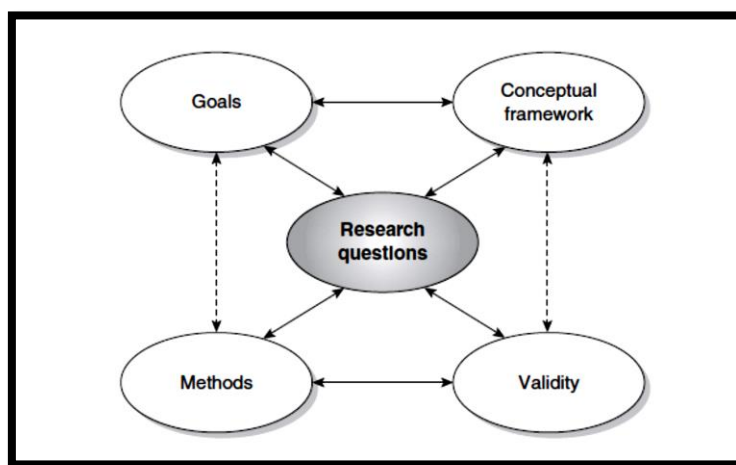 Goals
Conceptual
framework
Research
questions
Methods
Validity